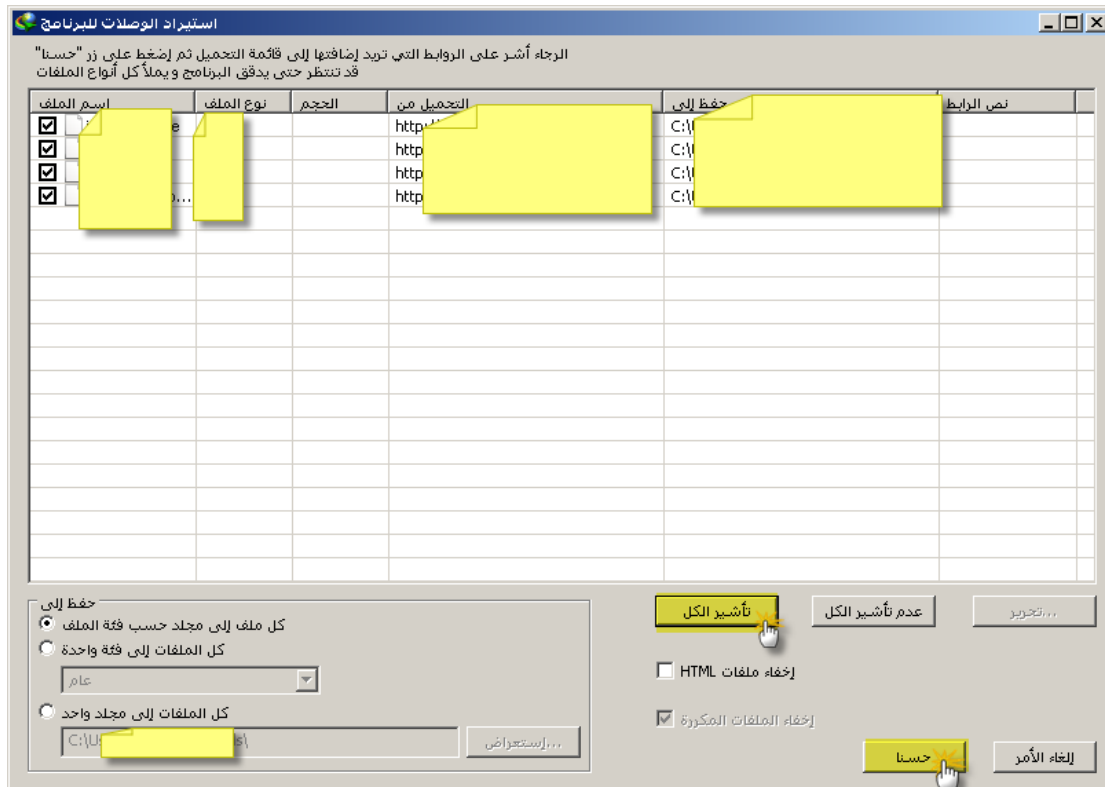 استيراد الوصلات للبرنامج
الرجاء أشر على الروابط التي تريد إضافتها إلى قائمة التحميل ثم إضغط على زر "حسنا"
قد تنتظر حتى يدقق البرنامج ويملأ كل أنواع الملفات
اسم الملف نوع الملف الحجم التحميل من حفظ إلى نص الرابط
http C:\
http C:\
http C:\
http C:\
حفظ إلى
كل ملف إلى مجلد حسب فئة الملف
كل الملفات إلى فئة واحدة
عام
كل الملفات إلى مجلد واحد
C:\U s\
إستعراض...
تأشير الكل عدم تأشير الكل تحرير...
إخفاء ملفات HTML
إخفاء الملفات المكررة
حسنا إلغاء الأمر